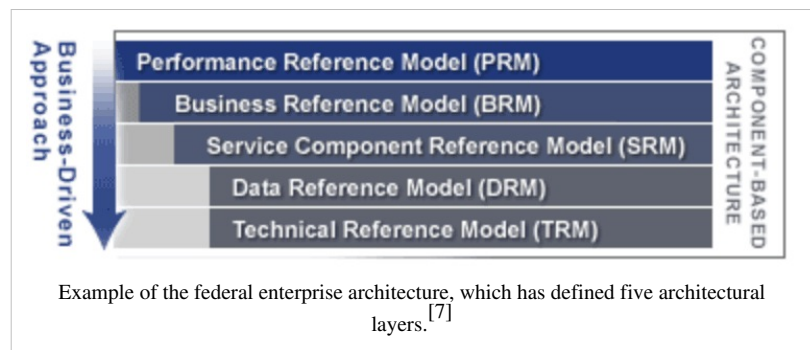 Business-Driven
Approach
Performance Reference Model (PRM)
Business Reference Model (BRM)
Service Component Reference Model (SRM)
Data Reference Model (DRM)
Technical Reference Model (TRM)
COMPONENT-BASED
ARCHITECTURE
Example of the federal enterprise architecture, which has defined five architectural
layers.[7]